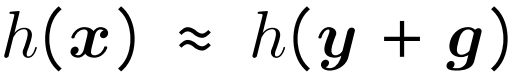 h(x) ≈ h(y + g)